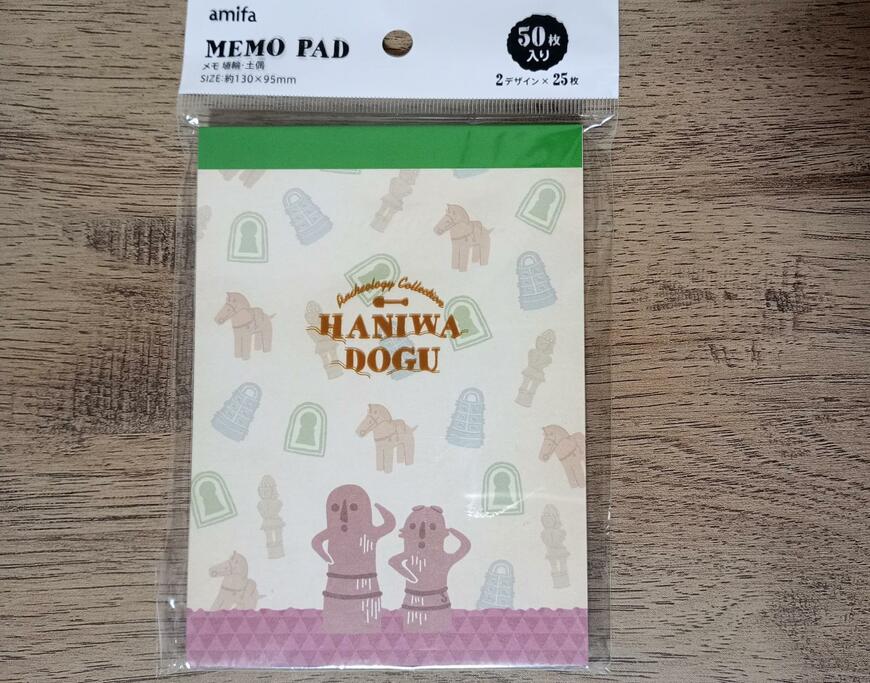 amifa
MEMO PAD
メモ 埴輪・土偶
SIZE:約130×95mm
50枚
入り
2デザイン×25枚
Archeology Collection
HANIWA
DOGU